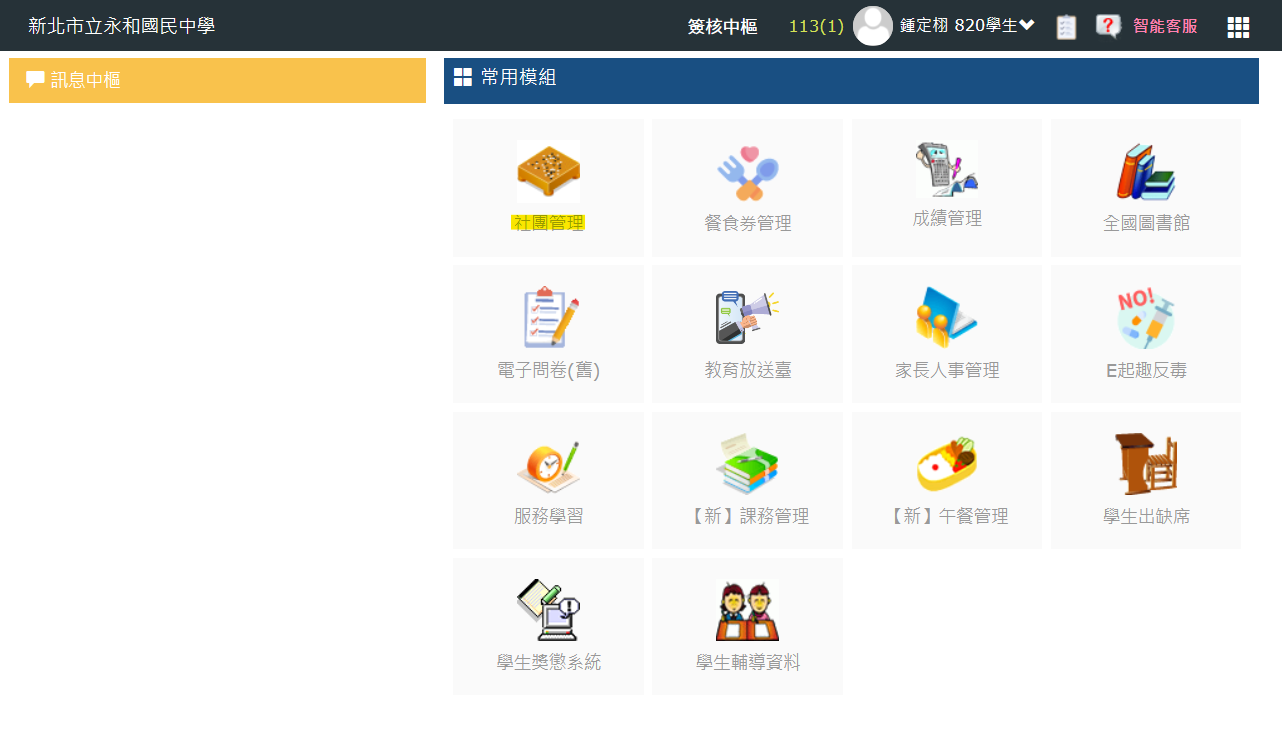 新北市立永和國民中學
簽核中樞 113(1) 鍾定栩 820學生 智能客服
訊息中樞
常用模組
社團管理 餐食券管理 成績管理 全國圖書館
NO!
電子問卷(舊) 教育放送臺 家長人事管理 E起趣反毒
服務學習 【新】課務管理 【新】午餐管理 學生出缺席
學生獎懲系統 學生輔導資料